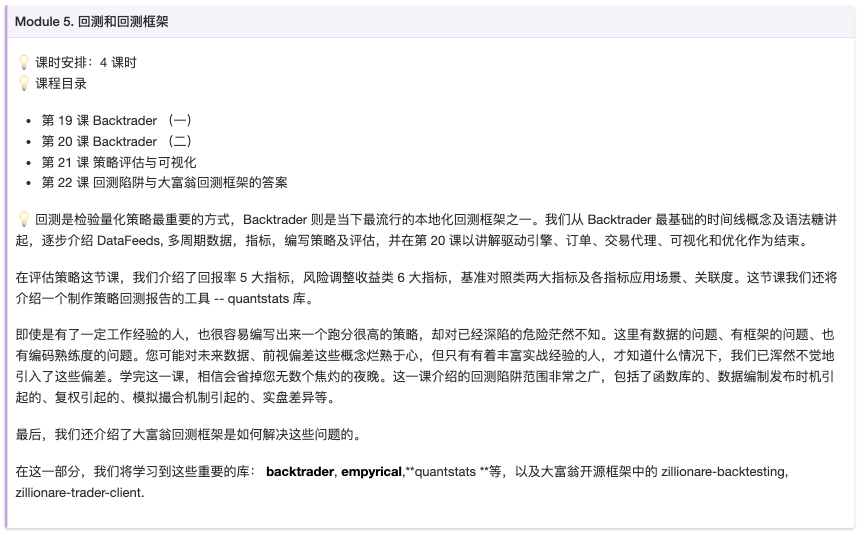 Module 5. 回测和回测框架
💡 课时安排：4 课时
💡 课程目录
• 第 19 课 Backtrader （一）
• 第 20 课 Backtrader （二）
• 第 21 课 策略评估与可视化
• 第 22 课 回测陷阱与大富翁回测框架的答案
💡 回测是检验量化策略最重要的方式，Backtrader 则是当下最流行的本地化回测框架之一。我们从 Backtrader 最基础的时间线概念及语法糖讲
起，逐步介绍 DataFeeds, 多周期数据，指标，编写策略及评估，并在第 20 课以讲解驱动引擎、订单、交易代理、可视化和优化作为结束。
在评估策略这节课，我们介绍了回报率 5 大指标，风险调整收益类 6 大指标，基准对照类两大指标及各指标应用场景、关联度。这节课我们还将
介绍一个制作策略回测报告的工具 -- quantstats 库。
即使是有了一定工作经验的人，也很容易编写出来一个跑分很高的策略，却对已经深陷的危险茫然不知。这里有数据的问题、有框架的问题、也
有编码熟练度的问题。您可能对未来数据、前视偏差这些概念烂熟于心，但只有有着丰富实战经验的人，才知道什么情况下，我们已浑然不觉地
引入了这些偏差。学完这一课，相信会省掉您无数个焦灼的夜晚。这一课介绍的回测陷阱范围非常之广，包括了函数库的、数据编制发布时机引
起的、复权引起的、模拟撮合机制引起的、实盘差异等。
最后，我们还介绍了大富翁回测框架是如何解决这些问题的。
在这一部分，我们将学习到这些重要的库： backtrader, empyrical,**quantstats **等，以及大富翁开源框架中的 zillionare-backtesting,
zillionare-trader-client.